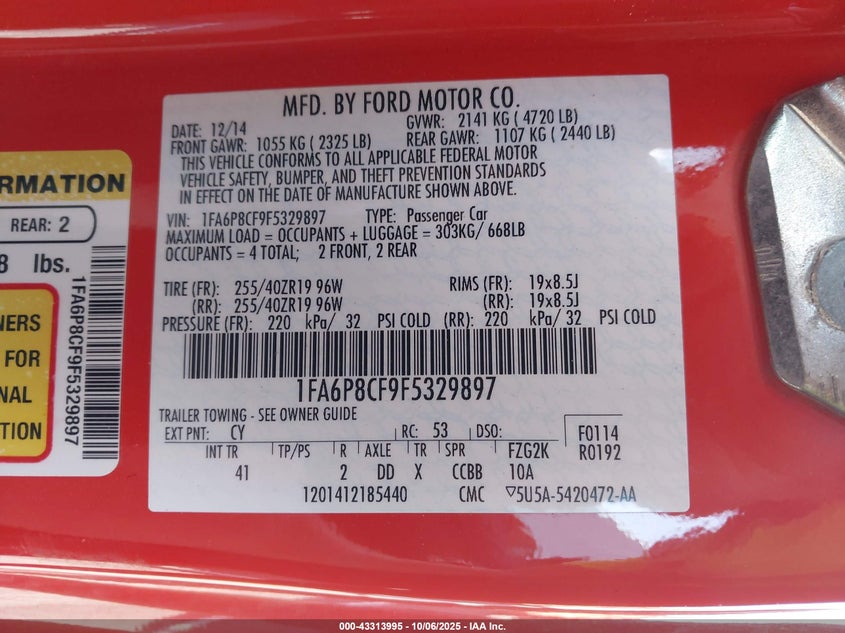 MFD. BY FORD MOTOR CO.
DATE: 12/14 GVWR: 2141 KG ( 4720 LB)
FRONT GAWR: 1055 KG ( 2325 LB) REAR GAWR: 1107 KG ( 2440 LB)
THIS VEHICLE CONFORMS TO ALL APPLICABLE FEDERAL MOTOR
VEHICLE SAFETY, BUMPER, AND THEFT PREVENTION STANDARDS
IN EFFECT ON THE DATE OF MANUFACTURE SHOWN ABOVE.
VIN: 1FA6P8CF9F5329897 TYPE: Passenger Car
MAXIMUM LOAD = OCCUPANTS + LUGGAGE = 303KG/ 668LB
OCCUPANTS = 4 TOTAL; 2 FRONT, 2 REAR
TIRE (FR): 255/40ZR19 96W RIMS (FR): 19x8.5J
(RR): 255/40ZR19 96W (RR): 19x8.5J
PRESSURE (FR): 220 kPa/ 32 PSI COLD (RR): 220 kPa/ 32 PSI COLD
1FA6P8CF9F5329897
TRAILER TOWING - SEE OWNER GUIDE
EXT PNT: CY RC: 53 DSO: FZG2K F0114
R0192
INT TR TP/PS R AXLE TR SPR
41 2 DD X CCBB 10A
1201412185440 CMC ▽5U5A-5420472-AA
RMATION
REAR: 2
8 lbs.
NERS
FOR
NAL
TION
1FA6P8CF9F5329897
000-43313995 - 10/06/2025 - IAA Inc.